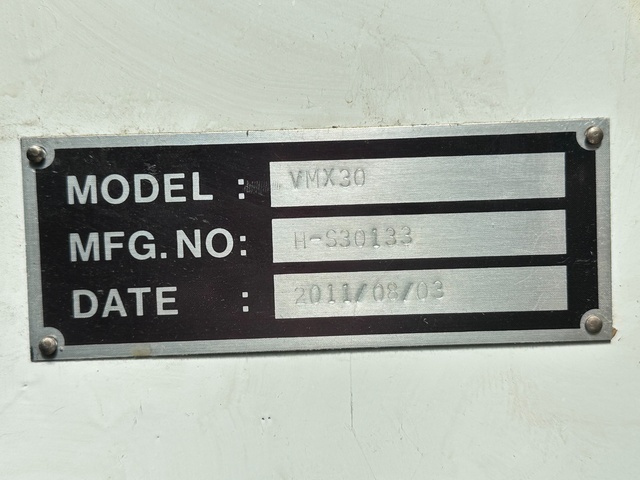 MODEL : VMX30
MFG.NO: H-S30133
DATE : 2011/08/03